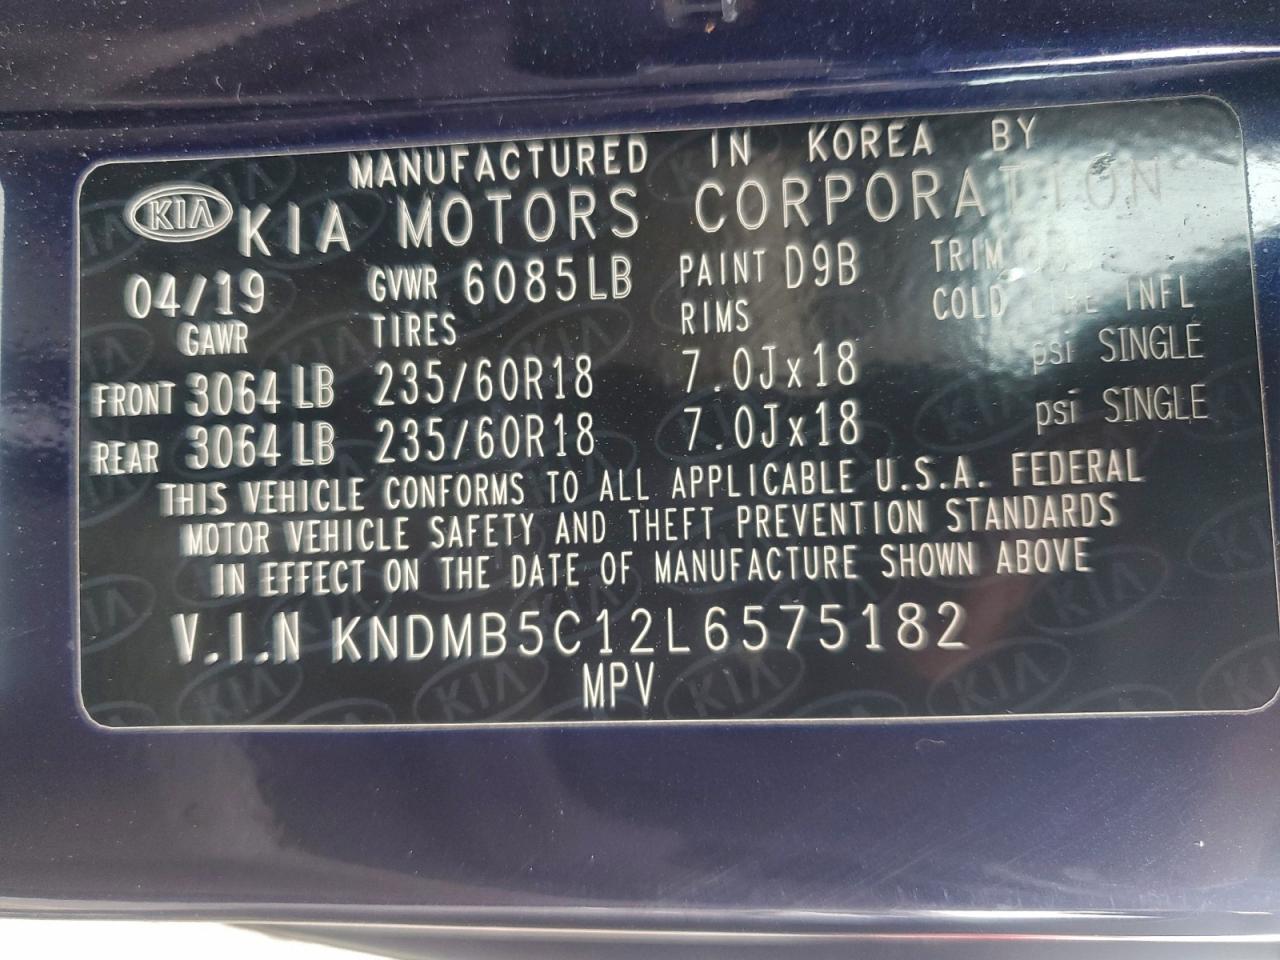 MANUFACTURED IN KOREA BY
KIA KIA MOTORS CORPORATION
04/19 GVWR 6085LB PAINT D9B TRIM
GAWR TIRES RIMS COLD TIRE INFL
FRONT 3064 LB 235/60R18 7.0Jx18 psi SINGLE
REAR 3064 LB 235/60R18 7.0Jx18 psi SINGLE
THIS VEHICLE CONFORMS TO ALL APPLICABLE U.S.A. FEDERAL
MOTOR VEHICLE SAFETY AND THEFT PREVENTION STANDARDS
IN EFFECT ON THE DATE OF MANUFACTURE SHOWN ABOVE
V.I.N KNDMB5C12L6575182
MPV